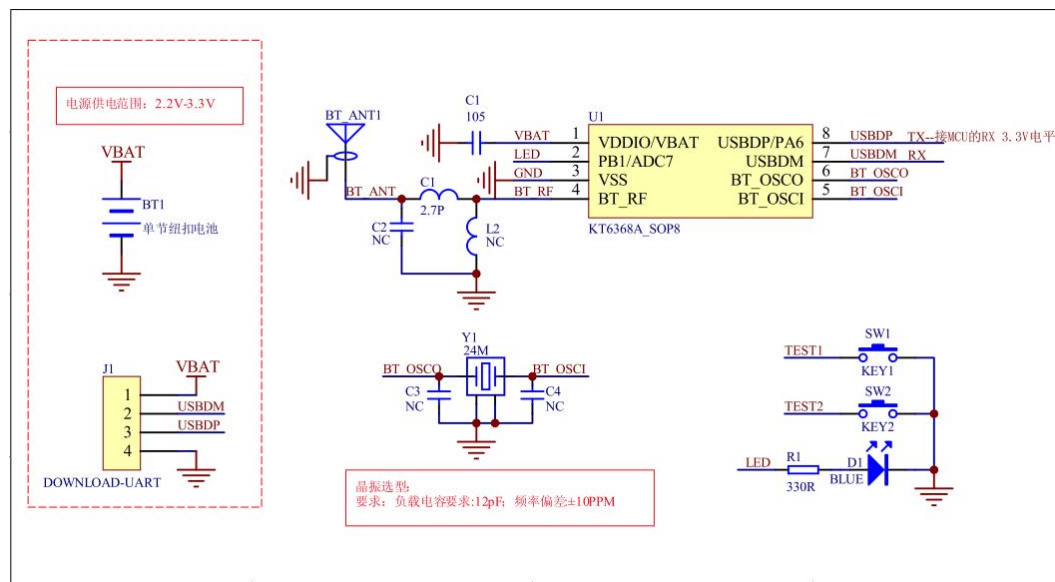 电源供电范围：2.2V-3.3V
VBAT
BT1
单节纽扣电池
J1
VBAT
1
2 USBDM
3 USBDP
4
DOWNLOAD-UART
BT_ANT1
C1
105
BT_ANT
C1
2.7P
C2
NC
L2
NC
U1
VBAT 1 VDDIO/VBAT USBDP/PA6 8 USBDP TX--接MCU的RX 3.3V电平
LED 2 PB1/ADC7 USBDM 7 USBDM RX
GND 3 VSS BT_OSCO 6 BT_OSCO
BT_RF 4 BT_RF BT_OSCI 5 BT_OSCI
KT6368A_SOP8
Y1
24M
BT_OSCO BT_OSCI
C3
NC
C4
NC
晶振选型:
要求：负载电容要求:12pF；频率偏差±10PPM
SW1
TEST1
KEY1
SW2
TEST2
KEY2
LED R1 D1
330R BLUE